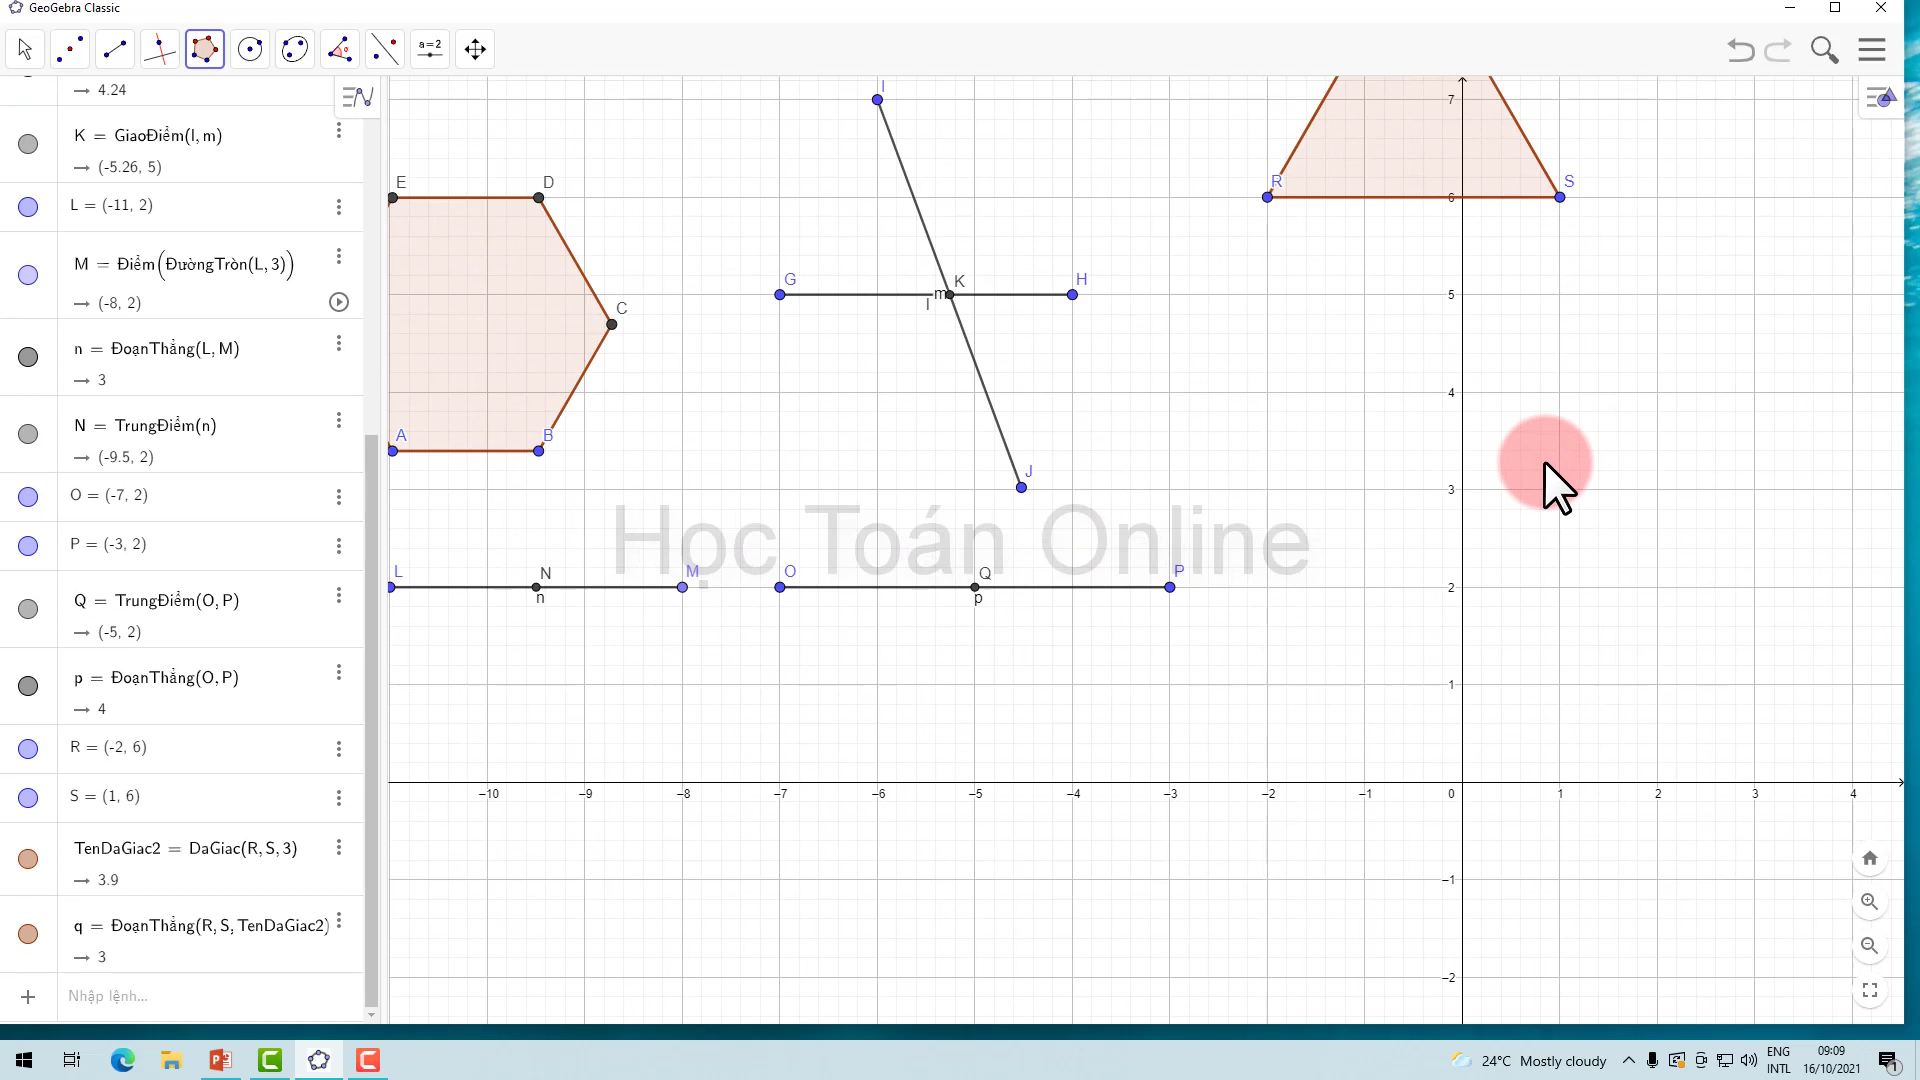 GeoGebra Classic
a=2
→ 4.24
K = GiaoĐiểm(l, m)
→ (-5.26, 5)
L = (-11, 2)
M = Điểm(ĐườngTròn(L, 3))
→ (-8, 2)
n = ĐoạnThẳng(L, M)
→ 3
N = TrungĐiểm(n)
→ (-9.5, 2)
O = (-7, 2)
P = (-3, 2)
Q = TrungĐiểm(O, P)
→ (-5, 2)
p = ĐoạnThẳng(O, P)
→ 4
R = (-2, 6)
S = (1, 6)
TenDaGiac2 = DaGiac(R, S, 3)
→ 3.9
q = ĐoạnThẳng(R, S, TenDaGiac2)
→ 3
Nhập lệnh...
I
7
E
D
R
6
S
G
K
H
m
l
5
C
4
A
B
J
3
Học Toán Online
L
N
M
O
Q
P
2
n
p
1
–10
–9
–8
–7
–6
–5
–4
–3
–2
–1
0
1
2
3
4
–1
–2
24°C Mostly cloudy
ENG
INTL
09:09
16/10/2021
1